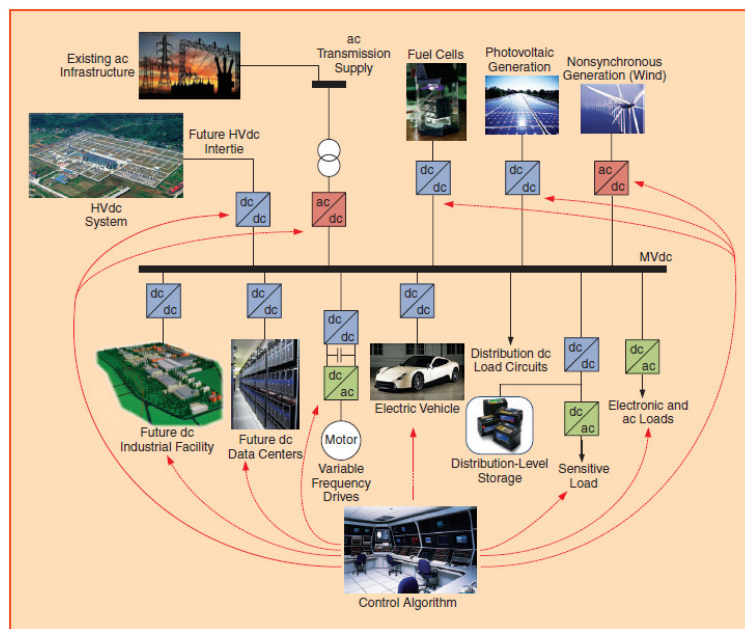 Existing ac
Infrastructure
ac
Transmission
Supply
Fuel Cells
Photovoltaic
Generation
Nonsynchronous
Generation (Wind)
Future HVdc
Intertie
HVdc
System
dc
dc
ac
dc
dc
dc
dc
dc
ac
dc
MVdc
dc
dc
dc
dc
dc
dc
dc
ac
dc
dc
dc
dc
dc
ac
dc
ac
Future dc
Industrial Facility
Future dc
Data Centers
Motor
Variable
Frequency
Drives
Electric Vehicle
Distribution dc
Load Circuits
Distribution-Level
Storage
Sensitive
Load
Electronic and
ac Loads
Control Algorithm